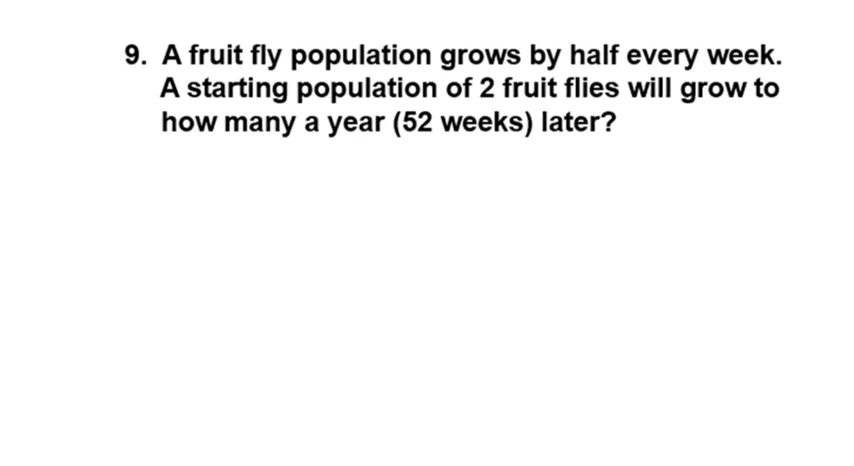 9. A fruit fly population grows by half every week.
A starting population of 2 fruit flies will grow to
how many a year (52 weeks) later?